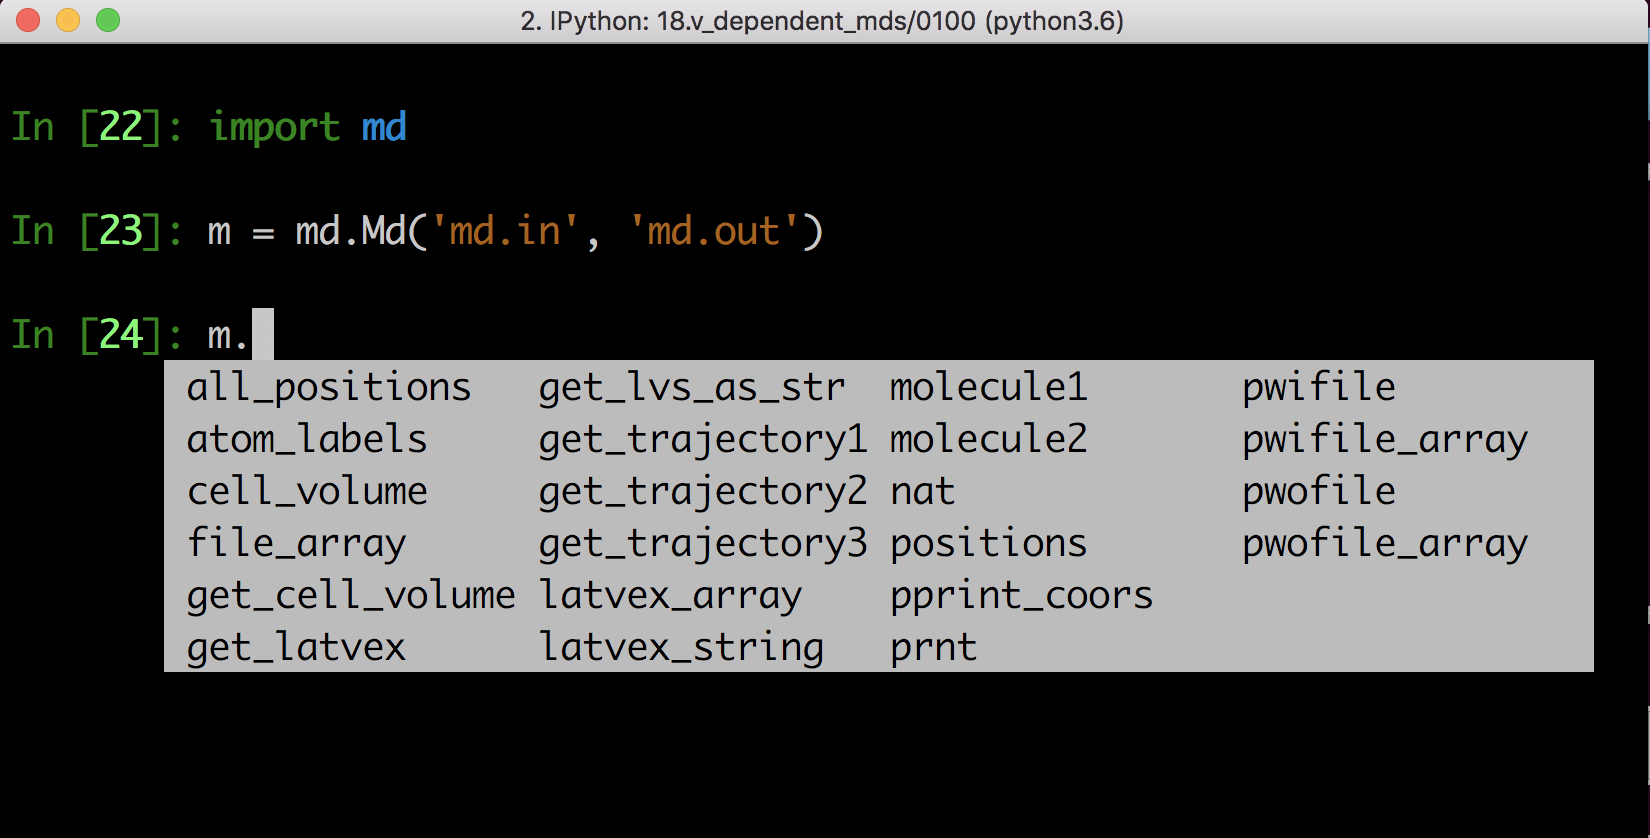 2. IPython: 18.v_dependent_mds/0100 (python3.6)
In [22]: import md
In [23]: m = md.Md('md.in', 'md.out')
In [24]: m.
all_positions get_lvs_as_str molecule1 pwifile
atom_labels get_trajectory1 molecule2 pwifile_array
cell_volume get_trajectory2 nat pwofile
file_array get_trajectory3 positions pwofile_array
get_cell_volume latvex_array pprint_coors
get_latvex latvex_string prnt